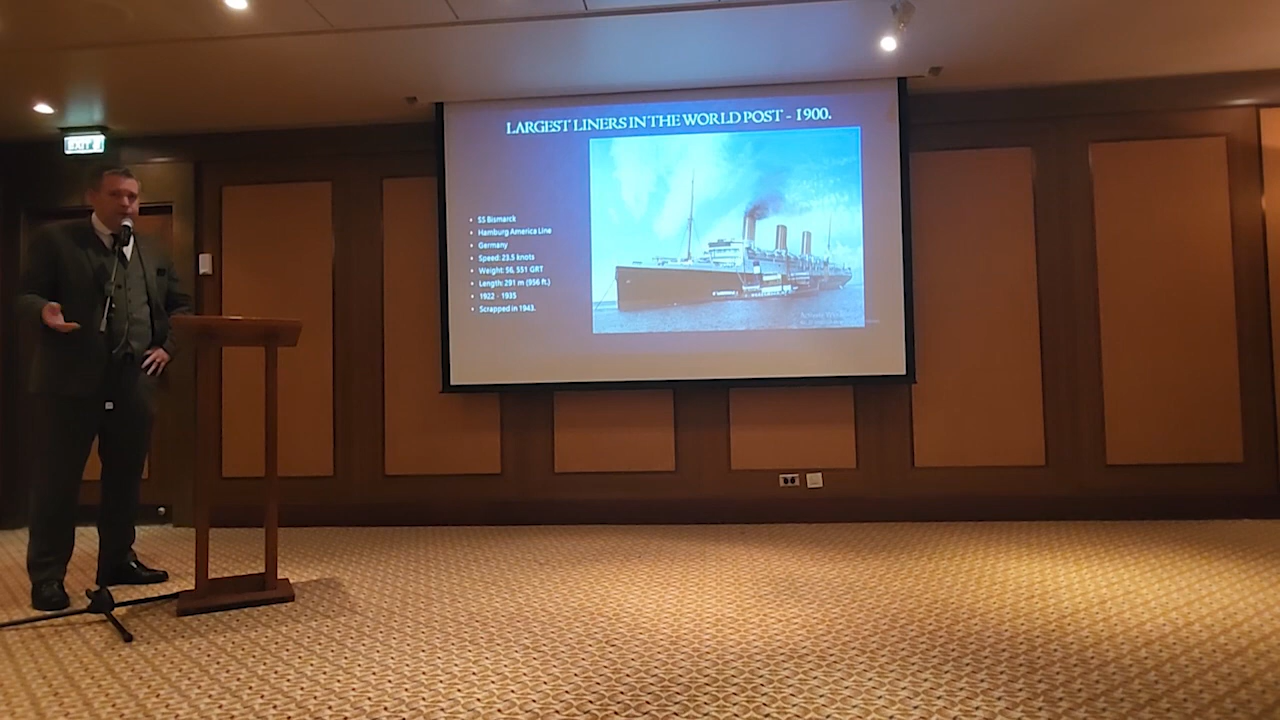 EXIT
LARGEST LINERS IN THE WORLD POST - 1900.
• SS Bismarck
• Hamburg America Line
• Germany
• Speed: 23.5 knots
• Weight: 56, 551 GRT
• Length: 291 m (956 ft.)
• 1922 - 1935
• Scrapped in 1943.